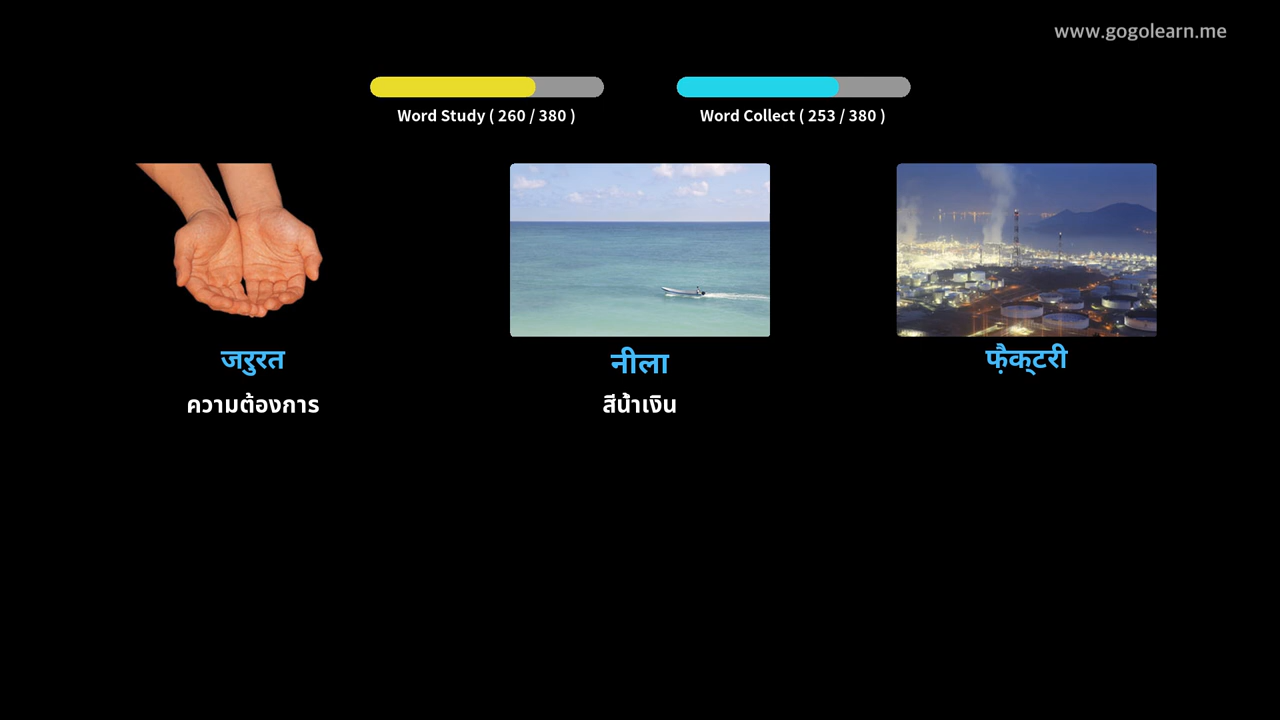 www.gogolearn.me
Word Study ( 260 / 380 )
Word Collect ( 253 / 380 )
जरुरत
नीला
फ़ैक्टरी
ความต้องการ
สีน้ำเงิน